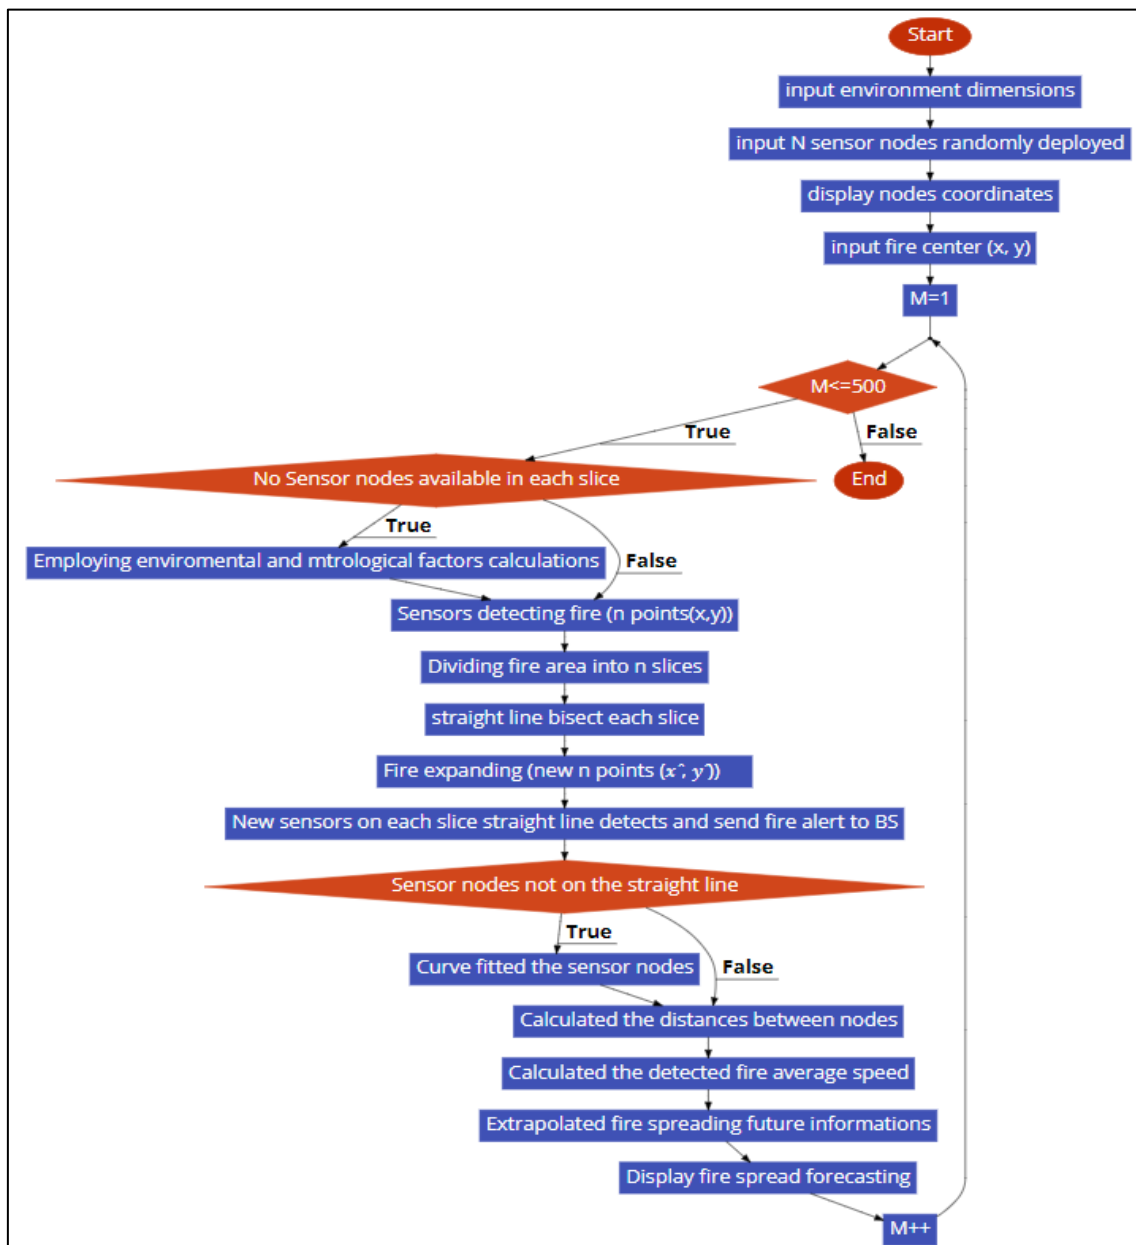 Start
input environment dimensions
input N sensor nodes randomly deployed
display nodes coordinates
input fire center (x, y)
M=1
M<=500
True
False
No Sensor nodes available in each slice
End
True
False
Employing enviromental and mtrological factors calculations
Sensors detecting fire (n points(x,y))
Dividing fire area into n slices
straight line bisect each slice
Fire expanding (new n points (x ̂, y ̂))
New sensors on each slice straight line detects and send fire alert to BS
Sensor nodes not on the straight line
True
False
Curve fitted the sensor nodes
Calculated the distances between nodes
Calculated the detected fire average speed
Extrapolated fire spreading future informations
Display fire spread forecasting
M++